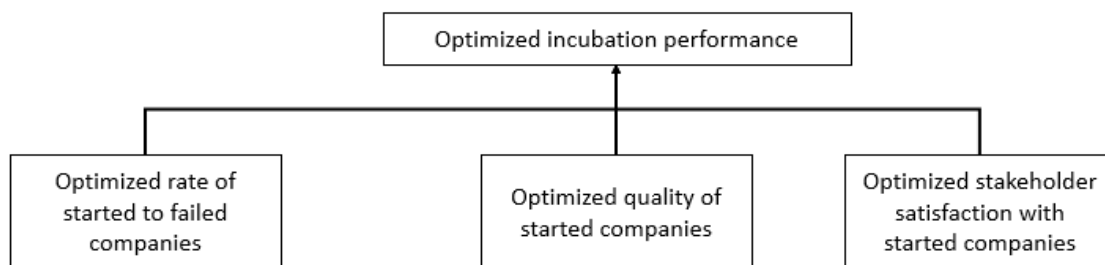 Optimized incubation performance
Optimized rate of
started to failed
companies
Optimized quality of
started companies
Optimized stakeholder
satisfaction with
started companies